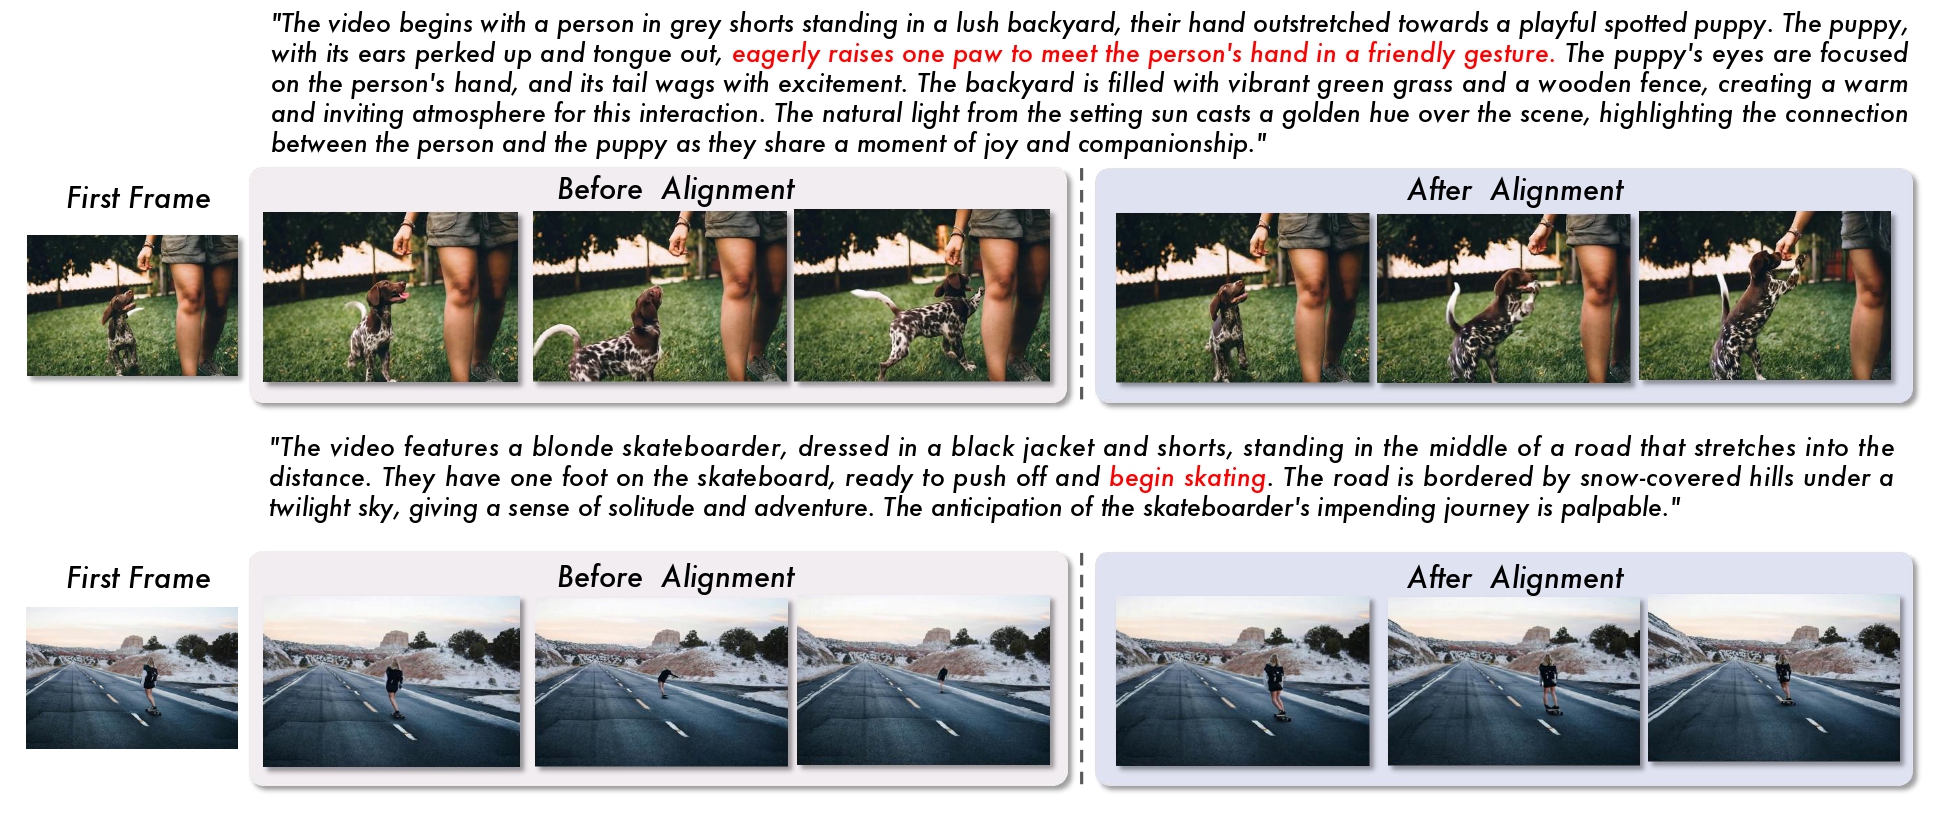 "The video begins with a person in grey shorts standing in a lush backyard, their hand outstretched towards a playful spotted puppy. The puppy,
with its ears perked up and tongue out, eagerly raises one paw to meet the person's hand in a friendly gesture. The puppy's eyes are focused
on the person's hand, and its tail wags with excitement. The backyard is filled with vibrant green grass and a wooden fence, creating a warm
and inviting atmosphere for this interaction. The natural light from the setting sun casts a golden hue over the scene, highlighting the connection
between the person and the puppy as they share a moment of joy and companionship."
First Frame
Before Alignment
After Alignment
"The video features a blonde skateboarder, dressed in a black jacket and shorts, standing in the middle of a road that stretches into the
distance. They have one foot on the skateboard, ready to push off and begin skating. The road is bordered by snow-covered hills under a
twilight sky, giving a sense of solitude and adventure. The anticipation of the skateboarder's impending journey is palpable."
First Frame
Before Alignment
After Alignment